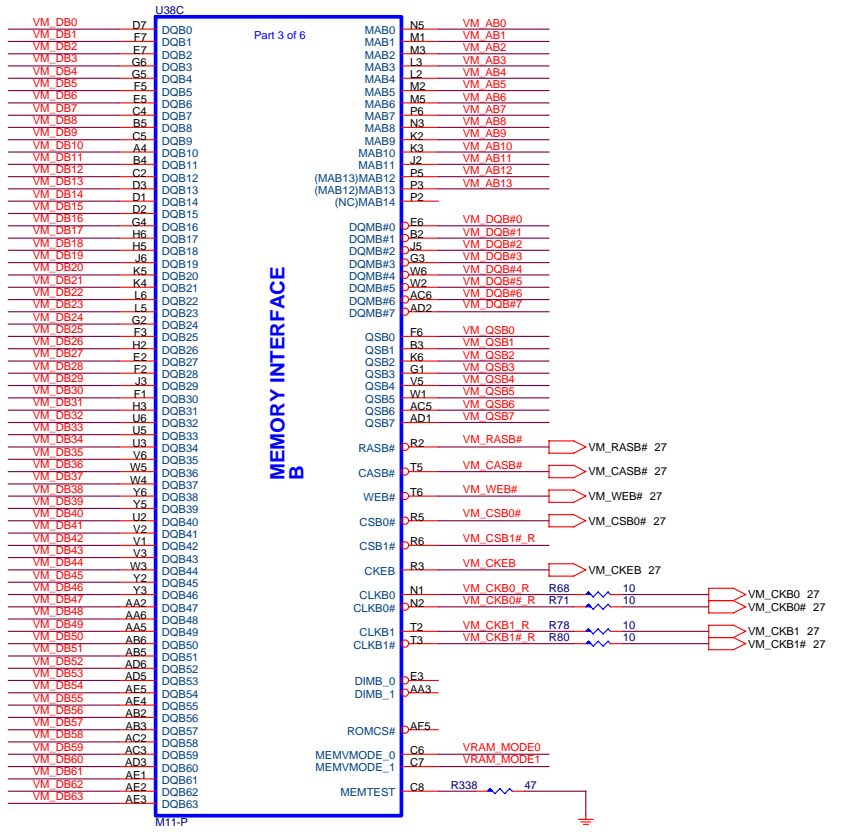 U38C
Part 3 of 6
VM_DB0 D7 DQB0
VM_DB1 F7 DQB1
VM_DB2 E7 DQB2
VM_DB3 G6 DQB3
VM_DB4 G5 DQB4
VM_DB5 F5 DQB5
VM_DB6 E5 DQB6
VM_DB7 C4 DQB7
VM_DB8 B5 DQB8
VM_DB9 C5 DQB9
VM_DB10 A4 DQB10
VM_DB11 B4 DQB11
VM_DB12 C2 DQB12
VM_DB13 D3 DQB13
VM_DB14 D1 DQB14
VM_DB15 D2 DQB15
VM_DB16 G4 DQB16
VM_DB17 H6 DQB17
VM_DB18 H5 DQB18
VM_DB19 J6 DQB19
VM_DB20 K5 DQB20
VM_DB21 K4 DQB21
VM_DB22 L6 DQB22
VM_DB23 L5 DQB23
VM_DB24 G2 DQB24
VM_DB25 F3 DQB25
VM_DB26 H2 DQB26
VM_DB27 E2 DQB27
VM_DB28 F2 DQB28
VM_DB29 J3 DQB29
VM_DB30 F1 DQB30
VM_DB31 H3 DQB31
VM_DB32 U6 DQB32
VM_DB33 U5 DQB33
VM_DB34 U3 DQB34
VM_DB35 V6 DQB35
VM_DB36 W5 DQB36
VM_DB37 W4 DQB37
VM_DB38 Y6 DQB38
VM_DB39 Y5 DQB39
VM_DB40 U2 DQB40
VM_DB41 V2 DQB41
VM_DB42 V1 DQB42
VM_DB43 V3 DQB43
VM_DB44 W3 DQB44
VM_DB45 Y2 DQB45
VM_DB46 Y3 DQB46
VM_DB47 AA2 DQB47
VM_DB48 AA6 DQB48
VM_DB49 AA5 DQB49
VM_DB50 AB6 DQB50
VM_DB51 AB5 DQB51
VM_DB52 AD6 DQB52
VM_DB53 AD5 DQB53
VM_DB54 AE5 DQB54
VM_DB55 AE4 DQB55
VM_DB56 AB2 DQB56
VM_DB57 AB3 DQB57
VM_DB58 AC2 DQB58
VM_DB59 AC3 DQB59
VM_DB60 AD3 DQB60
VM_DB61 AE1 DQB61
VM_DB62 AE2 DQB62
VM_DB63 AE3 DQB63
MEMORY INTERFACE
B
MAB0 N5 VM_AB0
MAB1 M1 VM_AB1
MAB2 M3 VM_AB2
MAB3 L3 VM_AB3
MAB4 L2 VM_AB4
MAB5 M2 VM_AB5
MAB6 M5 VM_AB6
MAB7 P6 VM_AB7
MAB8 N3 VM_AB8
MAB9 K2 VM_AB9
MAB10 K3 VM_AB10
MAB11 J2 VM_AB11
(MAB13)MAB12 P5 VM_AB12
(MAB12)MAB13 P3 VM_AB13
(NC)MAB14 P2
DQMB#0 E6 VM_DQB#0
DQMB#1 B2 VM_DQB#1
DQMB#2 J5 VM_DQB#2
DQMB#3 G3 VM_DQB#3
DQMB#4 W6 VM_DQB#4
DQMB#5 W2 VM_DQB#5
DQMB#6 AC6 VM_DQB#6
DQMB#7 AD2 VM_DQB#7
QSB0 F6 VM_QSB0
QSB1 B3 VM_QSB1
QSB2 K6 VM_QSB2
QSB3 G1 VM_QSB3
QSB4 V5 VM_QSB4
QSB5 W1 VM_QSB5
QSB6 AC5 VM_QSB6
QSB7 AD1 VM_QSB7
RASB# R2 VM_RASB# VM_RASB# 27
CASB# T5 VM_CASB# VM_CASB# 27
WEB# T6 VM_WEB# VM_WEB# 27
CSB0# R5 VM_CSB0# VM_CSB0# 27
CSB1# R6 VM_CSB1#_R
CKEB R3 VM_CKEB VM_CKEB 27
CLKB0 N1 VM_CKB0_R R68 10 VM_CKB0 27
CLKB0# N2 VM_CKB0#_R R71 10 VM_CKB0# 27
CLKB1 T2 VM_CKB1_R R78 10 VM_CKB1 27
CLKB1# T3 VM_CKB1#_R R80 10 VM_CKB1# 27
DIMB_0 E3
DIMB_1 AA3
ROMCS# AF5
MEMVMODE_0 C6 VRAM_MODE0
MEMVMODE_1 C7 VRAM_MODE1
MEMTEST C8 R338 47
M11-P